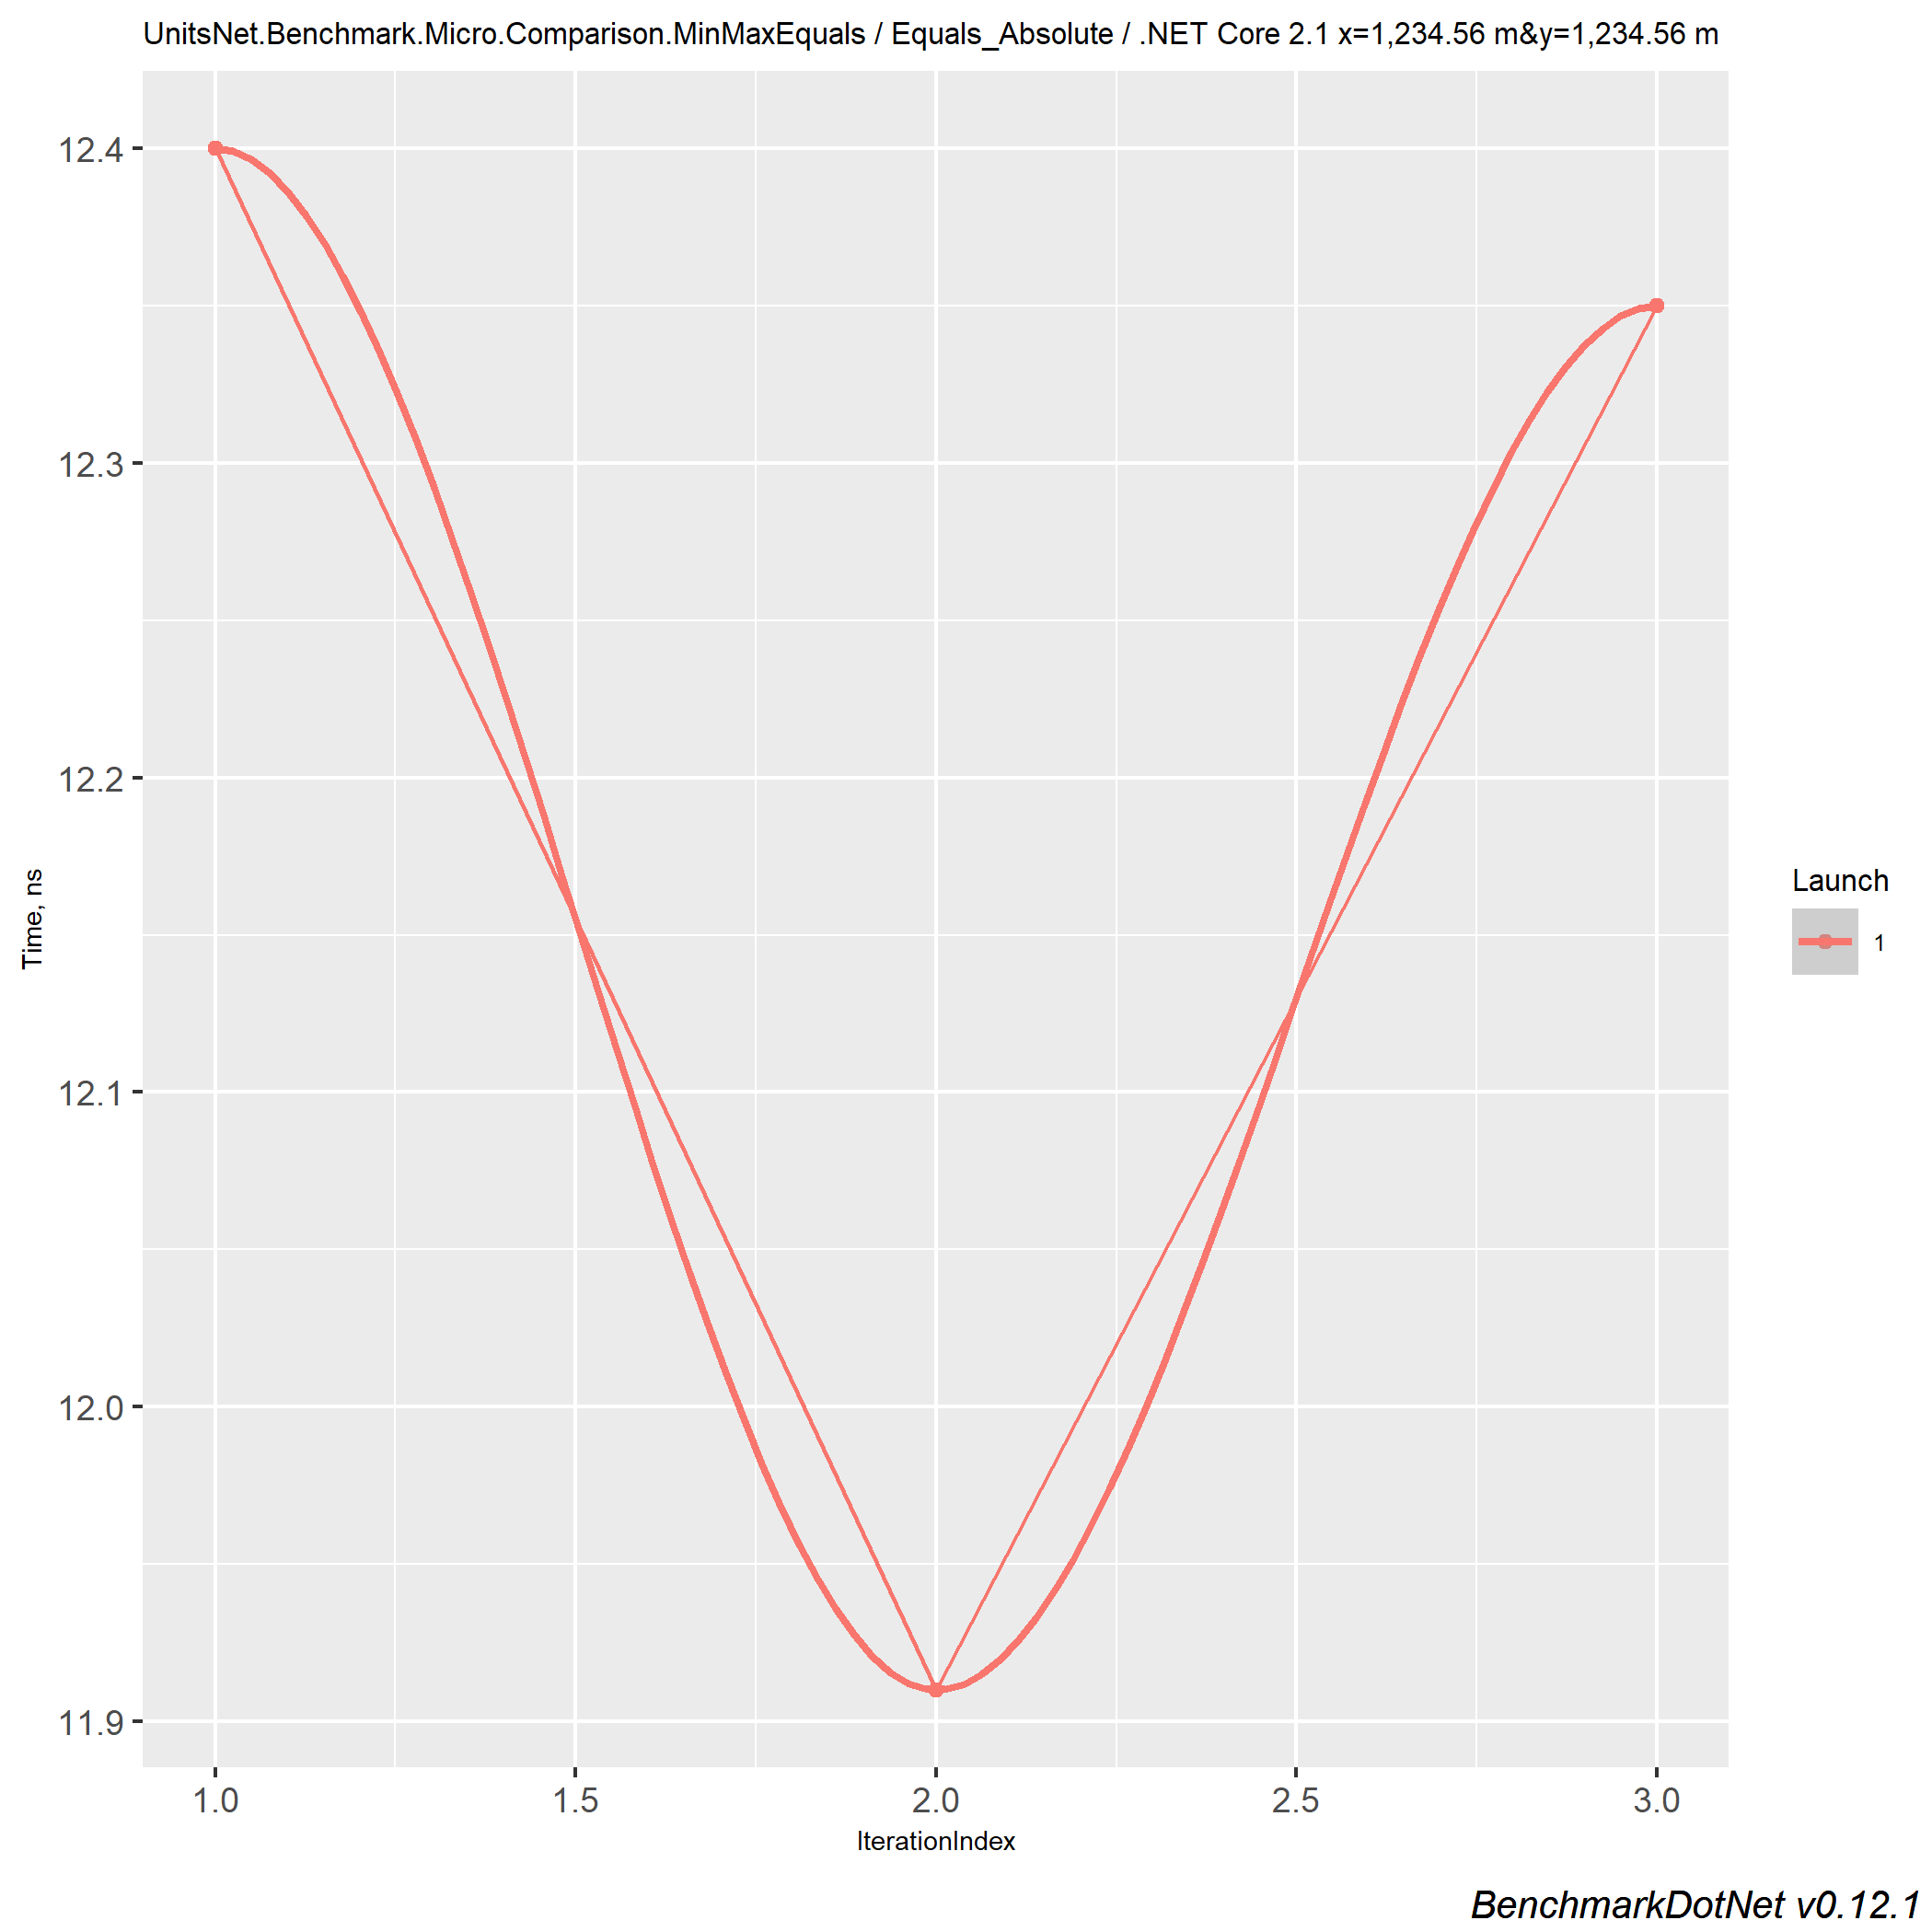 UnitsNet.Benchmark.Micro.Comparison.MinMaxEquals / Equals_Absolute / .NET Core 2.1 x=1,234.56 m&y=1,234.56 m
12.4
12.3
12.2
12.1
12.0
11.9
Time, ns
1.0 1.5 2.0 2.5 3.0
IterationIndex
Launch
1
BenchmarkDotNet v0.12.1